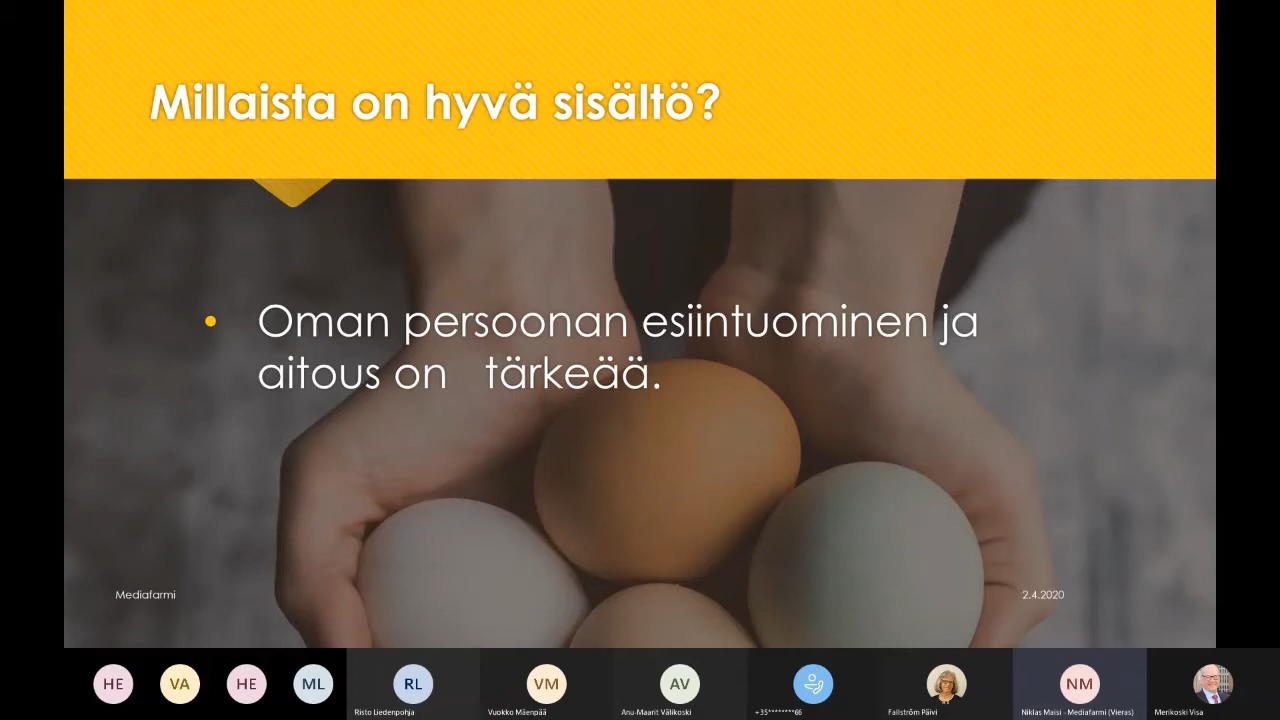 Millaista on hyvä sisältö?
• Oman persoonan esiintuominen ja
aitous on tärkeää.
Mediafarmi
2.4.2020
HE
VA
HE
ML
RL
VM
AV
NM
Risto Liedenpohja
Vuokko Mäenpää
Anu-Maarit Välikoski
+35********66
Fallström Päivi
Niklas Maisi - Mediafarmi (Vieras)
Merikoski Visa